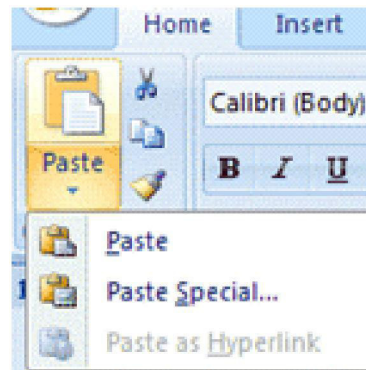 Home Insert
Calibri (Body)
Paste
B I U
Paste
Paste Special...
Paste as Hyperlink